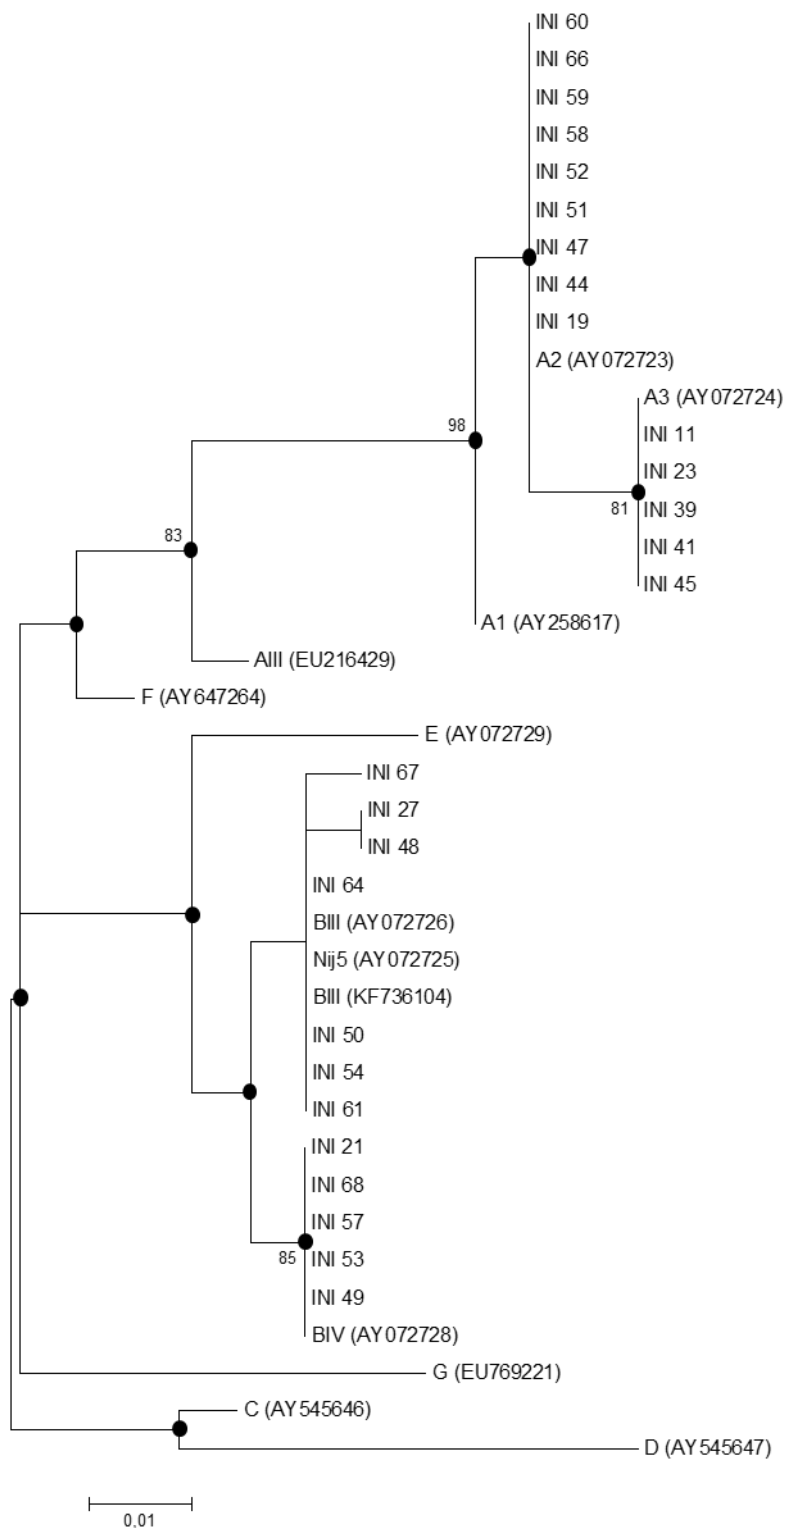 INI 60
INI 66
INI 59
INI 58
INI 52
INI 51
INI 47
INI 44
INI 19
A2 (AY072723)
A3 (AY072724)
98
INI 11
INI 23
81
INI 39
83
INI 41
INI 45
A1 (AY258617)
AIII (EU216429)
F (AY647264)
E (AY072729)
INI 67
INI 27
INI 48
INI 64
BIII (AY072726)
Nij5 (AY072725)
BIII (KF736104)
INI 50
INI 54
INI 61
INI 21
INI 68
INI 57
85
INI 53
INI 49
BIV (AY072728)
G (EU769221)
C (AY545646)
D (AY545647)
0,01